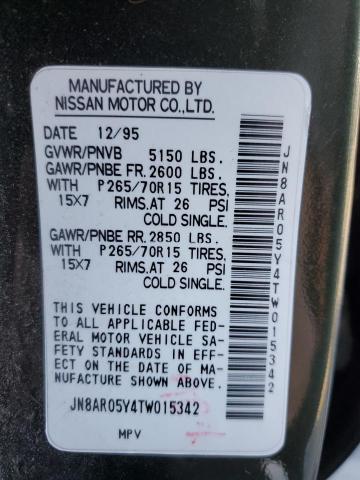 MANUFACTURED BY
NISSAN MOTOR CO.,LTD.
DATE 12/95
GVWR/PNVB 5150 LBS.
GAWR/PNBE FR. 2600 LBS.
WITH P265/70R15 TIRES,
15X7 RIMS, AT 26 PSI
COLD SINGLE.
GAWR/PNBE RR. 2850 LBS.
WITH P265/70R15 TIRES,
15X7 RIMS, AT 26 PSI
COLD SINGLE.
THIS VEHICLE CONFORMS
TO ALL APPLICABLE FED-
ERAL MOTOR VEHICLE SA-
FETY STANDARDS IN EFF-
ECT ON THE DATE OF MA-
NUFACTURE SHOWN ABOVE.
JN8AR05Y4TW015342
MPV
JN8AR05Y4TW015342